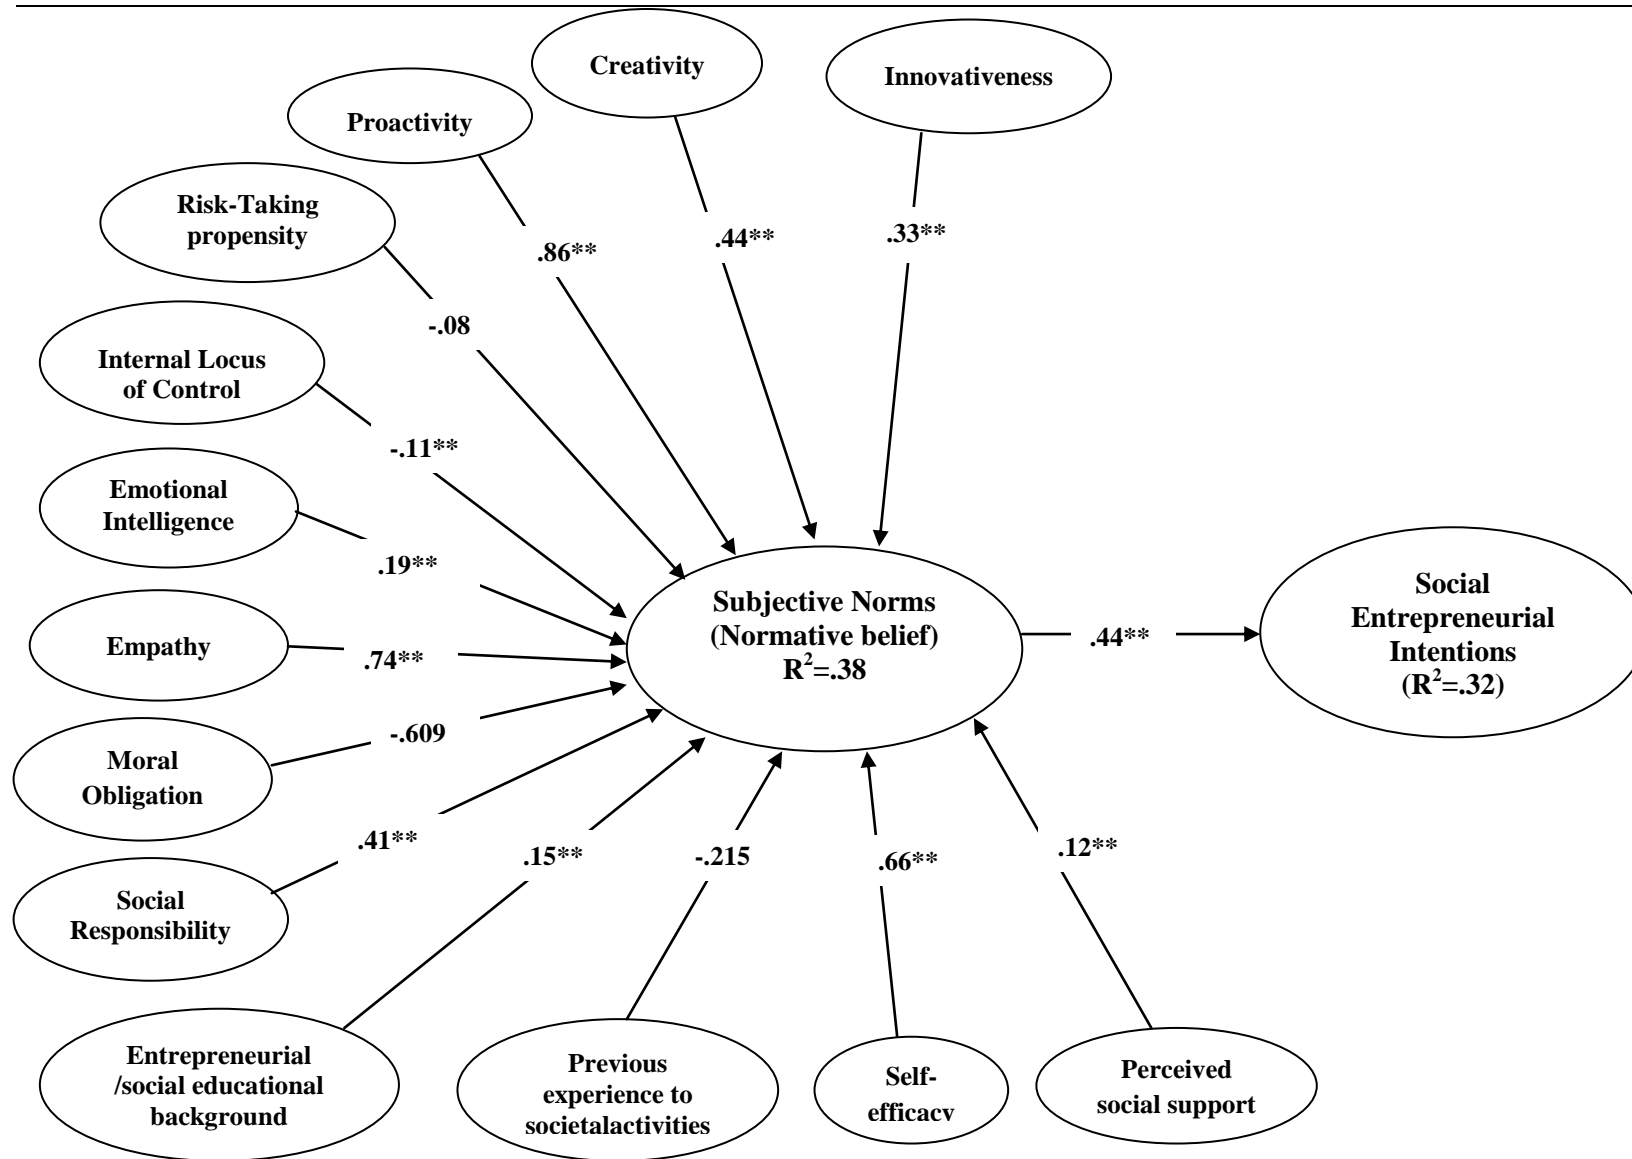 Creativity
Innovativeness
Proactivity
Risk-Taking
propensity
.86**
.44**
.33**
-.08
Internal Locus
of Control
-.11**
Emotional
Intelligence
.19**
Subjective Norms
(Normative belief)
R²=.38
.44**
Social
Entrepreneurial
Intentions
(R²=.32)
Empathy
.74**
Moral
Obligation
-.609
Social
Responsibility
.41**
.15**
-.215
.66**
.12**
Entrepreneurial
/social educational
background
Previous
experience to
societalactivities
Self-
efficacy
Perceived
social support